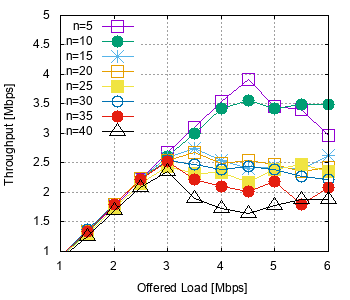 5
4.5
4
3.5
3
2.5
2
1.5
1
Throughput [Mbps]
n=5
n=10
n=15
n=20
n=25
n=30
n=35
n=40
1 2 3 4 5 6
Offered Load [Mbps]